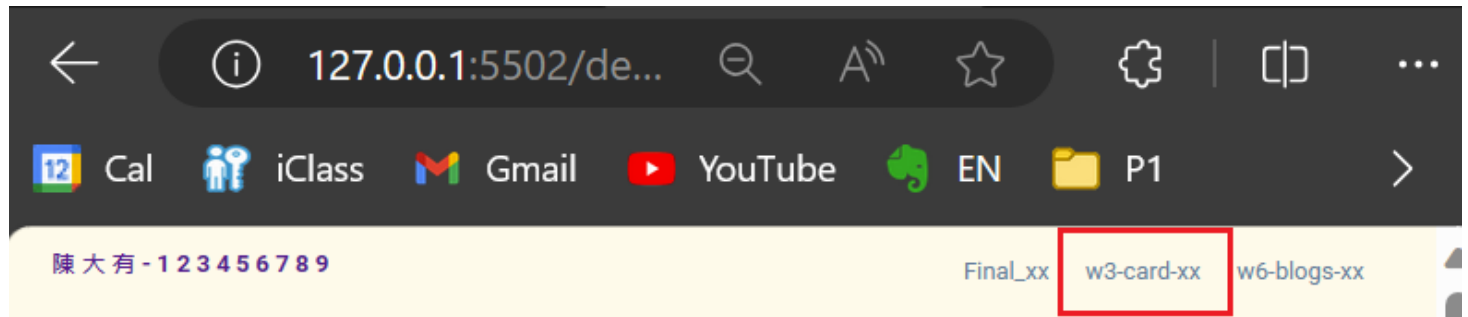 127.0.0.1:5502/de...
12 Cal iClass Gmail YouTube EN P1
陳大有-123456789 Final_xx w3-card-xx w6-blogs-xx